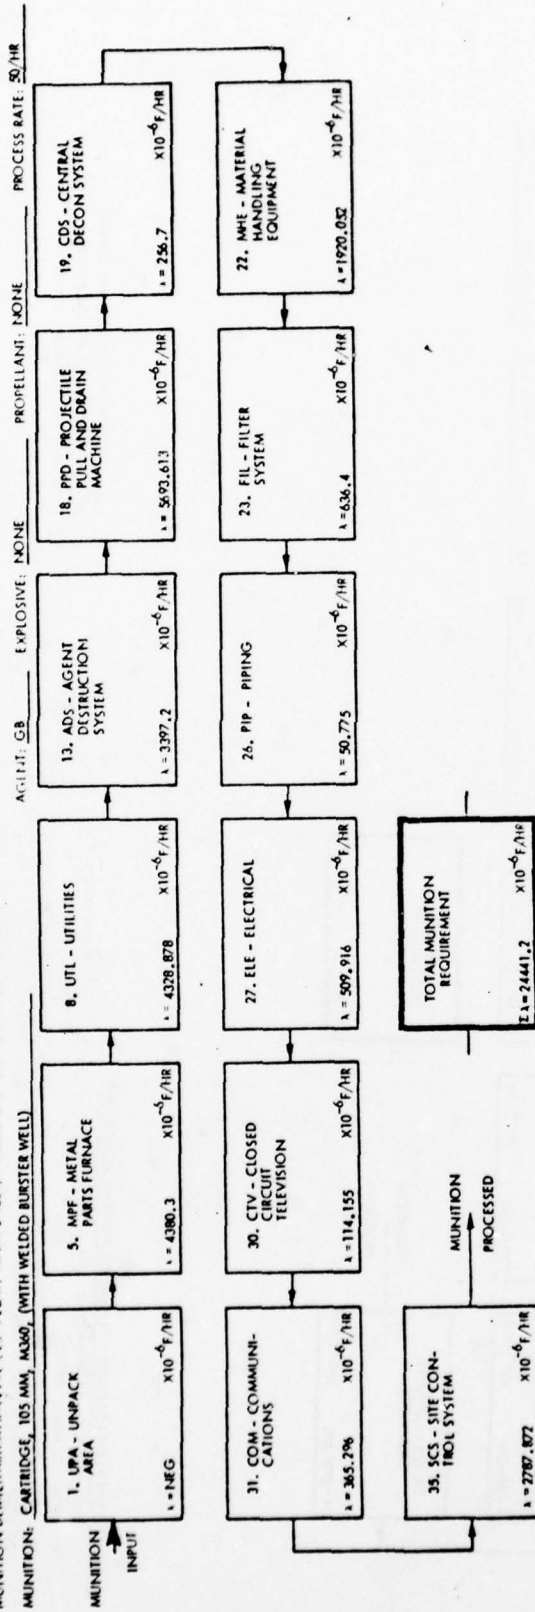 MUNITION: CARTRIDGE, 105 MM, M360, (WITH WELDED BURSTER WELL)
AGENT: GB EXPLOSIVE: NONE PROPELLANT: NONE PROCESS RATE: 50/HR
MUNITION
INPUT
1. UPA - UNPACK
AREA
λ = NEG X10⁻⁶F/HR
5. MPF - METAL
PARTS FURNACE
λ = 4380.3 X10⁻⁶F/HR
8. UTL - UTILITIES
λ = 4328.878 X10⁻⁶F/HR
13. ADS - AGENT
DESTRUCTION
SYSTEM
λ = 3397.2 X10⁻⁶F/HR
18. PPD - PROJECTILE
PULL AND DRAIN
MACHINE
λ = 5693.613 X10⁻⁶F/HR
19. CDS - CENTRAL
DECON SYSTEM
λ = 256.7 X10⁻⁶F/HR
22. MHE - MATERIAL
HANDLING
EQUIPMENT
λ =1920.052 X10⁻⁶F/HR
23. FIL - FILTER
SYSTEM
λ =636.4 X10⁻⁶F/HR
26. PIP - PIPING
λ = 50.775 X10⁻⁶F/HR
27. ELE - ELECTRICAL
λ = 509.916 X10⁻⁶F/HR
30. CTV - CLOSED
CIRCUIT
TELEVISION
λ =114.155 X10⁻⁶F/HR
31. COM - COMMUNI-
CATIONS
λ = 365.296 X10⁻⁶F/HR
35. SCS - SITE CON-
TROL SYSTEM
λ = 2787.872 X10⁻⁶F/HR
MUNITION
PROCESSED
TOTAL MUNITION
REQUIREMENT
Σ λ=24441.2 X10⁻⁶F/HR